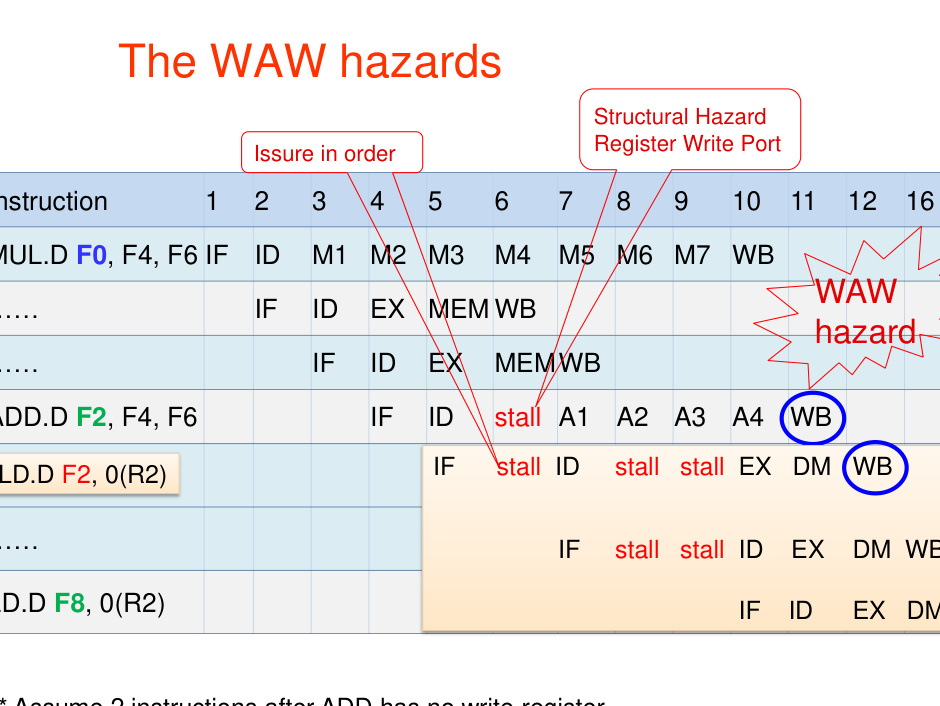 The WAW hazards
Structural Hazard
Register Write Port
Issure in order
nstruction 1 2 3 4 5 6 7 8 9 10 11 12 16
MUL.D F0, F4, F6 IF ID M1 M2 M3 M4 M5 M6 M7 WB
WAW
hazard
..... IF ID EX MEM WB
..... IF ID EX MEM WB
ADD.D F2, F4, F6 IF ID stall A1 A2 A3 A4 WB
LD.D F2, 0(R2) IF stall ID stall stall EX DM WB
..... IF stall stall ID EX DM WB
LD.D F8, 0(R2) IF ID EX DM
* Assume 2 instructions after ADD has no write register